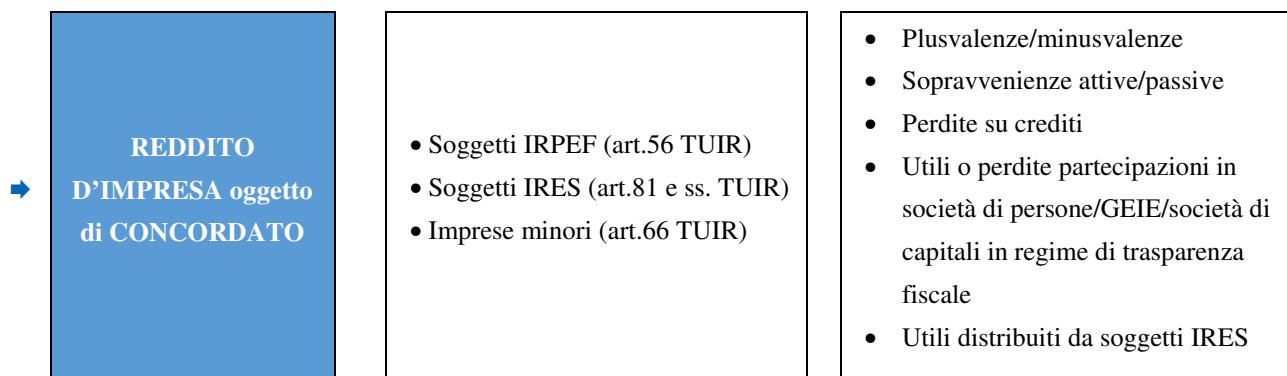 REDDITO
D'IMPRESA oggetto
di CONCORDATO
• Soggetti IRPEF (art.56 TUIR)
• Soggetti IRES (art.81 e ss. TUIR)
• Imprese minori (art.66 TUIR)
• Plusvalenze/minusvalenze
• Sopravvenienze attive/passive
• Perdite su crediti
• Utili o perdite partecipazioni in
società di persone/GEIE/società di
capitali in regime di trasparenza
fiscale
• Utili distribuiti da soggetti IRES